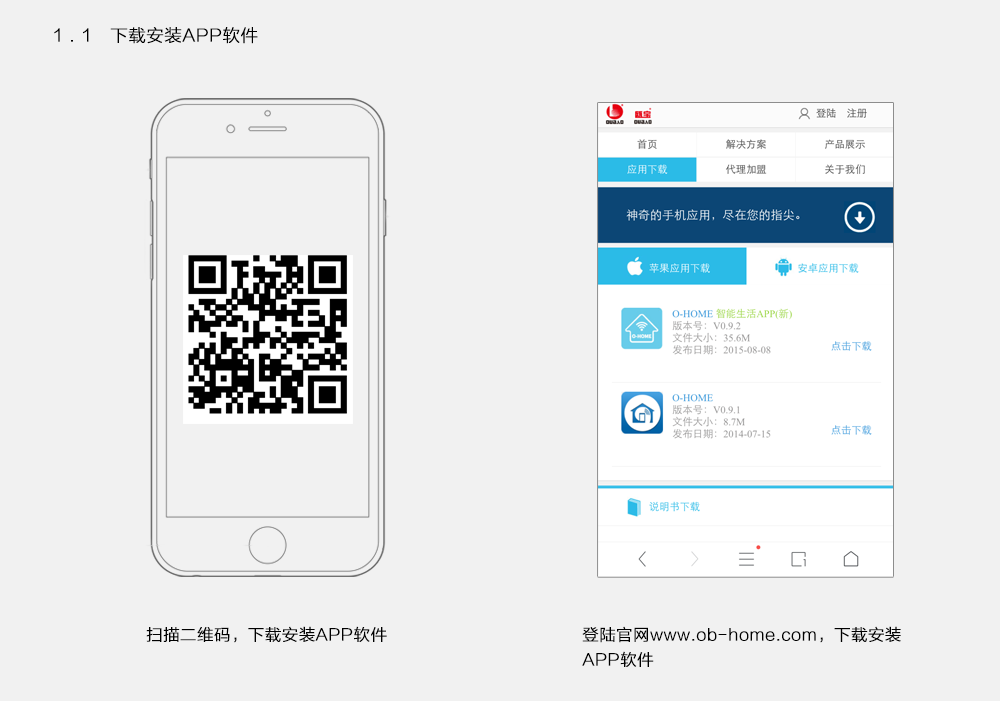 1.1 下载安装APP软件
登陆 注册
首页 解决方案 产品展示
应用下载 代理加盟 关于我们
神奇的手机应用，尽在您的指尖。
苹果应用下载 安卓应用下载
O-HOME 智能生活APP(新)
版本号：V0.9.2
文件大小：35.6M
发布日期：2015-08-08
点击下载
O-HOME
O-HOME
版本号：V0.9.1
文件大小：8.7M
发布日期：2014-07-15
点击下载
说明书下载
扫描二维码，下载安装APP软件
登陆官网www.ob-home.com，下载安装
APP软件